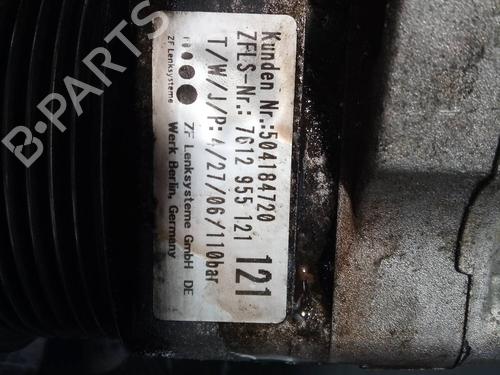 Kunden Nr.:504184720
ZFLS-Nr.: 7612 955 121
T/W/J/P: 4/27/06/110bar
121
ZF Lenksysteme
ZF Lenksysteme GmbH DE
Werk Berlin, Germany
B-PARTS